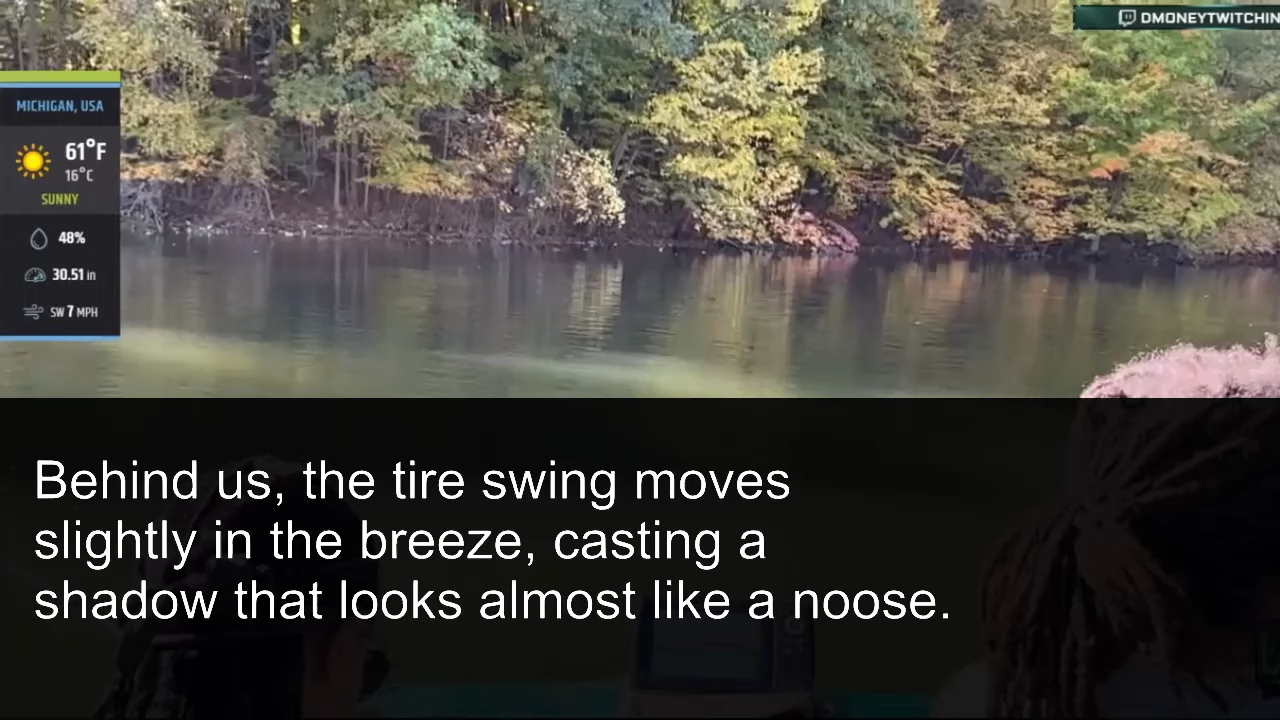 DMONEYTWITCHIN
MICHIGAN, USA
61°F
16°C
SUNNY
48%
30.51 in
SW 7 MPH
Behind us, the tire swing moves
slightly in the breeze, casting a
shadow that looks almost like a noose.